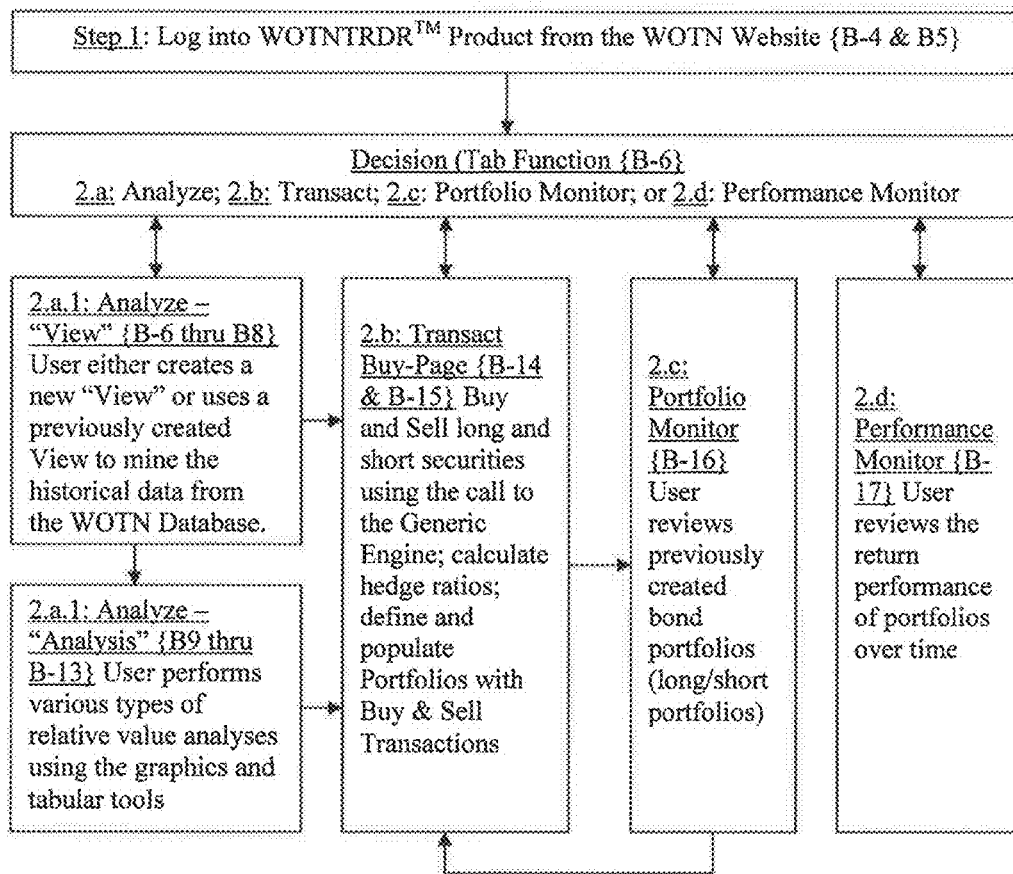 Step 1: Log into WOTNTRDR™ Product from the WOTN Website {B-4 & B5}
Decision (Tab Function {B-6}
2.a: Analyze; 2.b: Transact; 2.c: Portfolio Monitor; or 2.d: Performance Monitor
2.a.1: Analyze –
“View” {B-6 thru B8}
User either creates a
new “View” or uses a
previously created
View to mine the
historical data from
the WOTN Database.
2.a.1: Analyze –
“Analysis” {B9 thru
B-13} User performs
various types of
relative value analyses
using the graphics and
tabular tools
2.b: Transact
Buy-Page {B-14
& B-15} Buy
and Sell long and
short securities
using the call to
the Generic
Engine; calculate
hedge ratios;
define and
populate
Portfolios with
Buy & Sell
Transactions
2.c:
Portfolio
Monitor
{B-16}
User
reviews
previously
created
bond
portfolios
(long/short
portfolios)
2.d:
Performance
Monitor {B-
17} User
reviews the
return
performance
of portfolios
over time